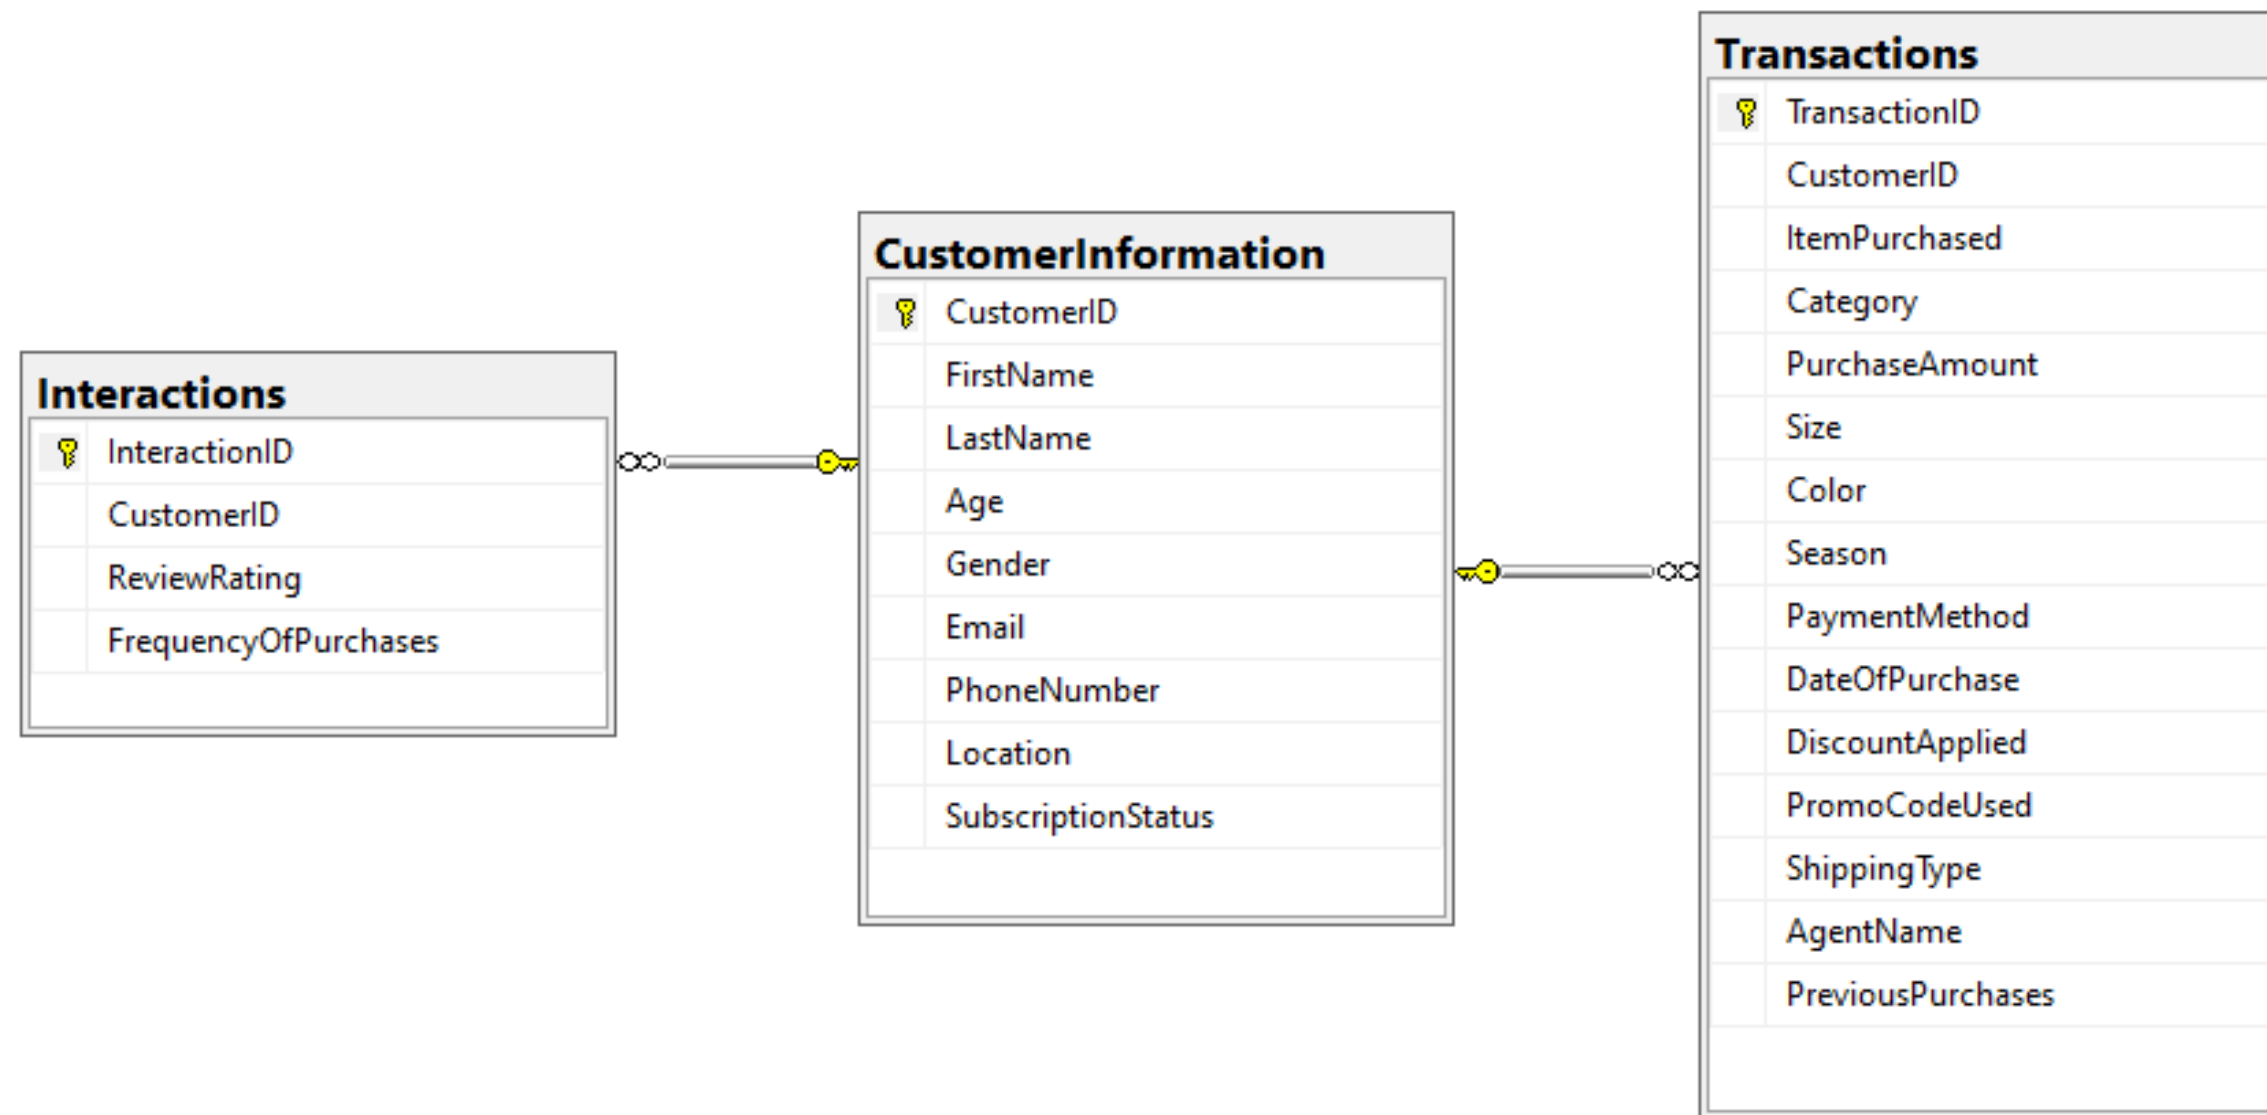 Interactions
InteractionID
CustomerID
ReviewRating
FrequencyOfPurchases
CustomerInformation
CustomerID
FirstName
LastName
Age
Gender
Email
PhoneNumber
Location
SubscriptionStatus
Transactions
TransactionID
CustomerID
ItemPurchased
Category
PurchaseAmount
Size
Color
Season
PaymentMethod
DateOfPurchase
DiscountApplied
PromoCodeUsed
ShippingType
AgentName
PreviousPurchases